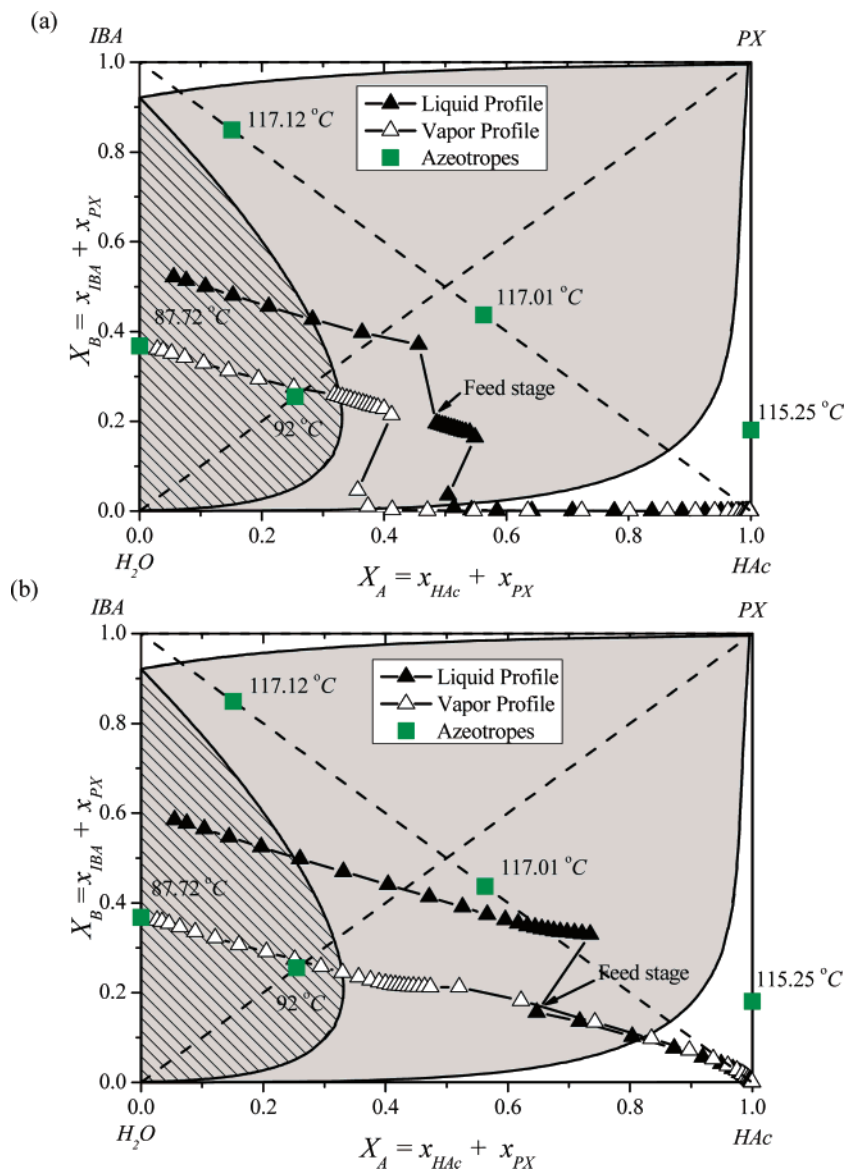 (a)
IBA
PX
1.0
117.12 °C
Liquid Profile
Vapor Profile
Azeotropes
0.8
0.6
X_B = x_IBA + x_PX
117.01 °C
0.4
87.72 °C
Feed stage
0.2
92 °C
115.25 °C
0.0
0.0 0.2 0.4 0.6 0.8 1.0
H₂O
X_A = x_HAc + x_PX
HAc
(b)
IBA
PX
1.0
117.12 °C
Liquid Profile
Vapor Profile
Azeotropes
0.8
0.6
X_B = x_IBA + x_PX
117.01 °C
0.4
87.72 °C
Feed stage
0.2
92 °C
115.25 °C
0.0
0.0 0.2 0.4 0.6 0.8 1.0
H₂O
X_A = x_HAc + x_PX
HAc